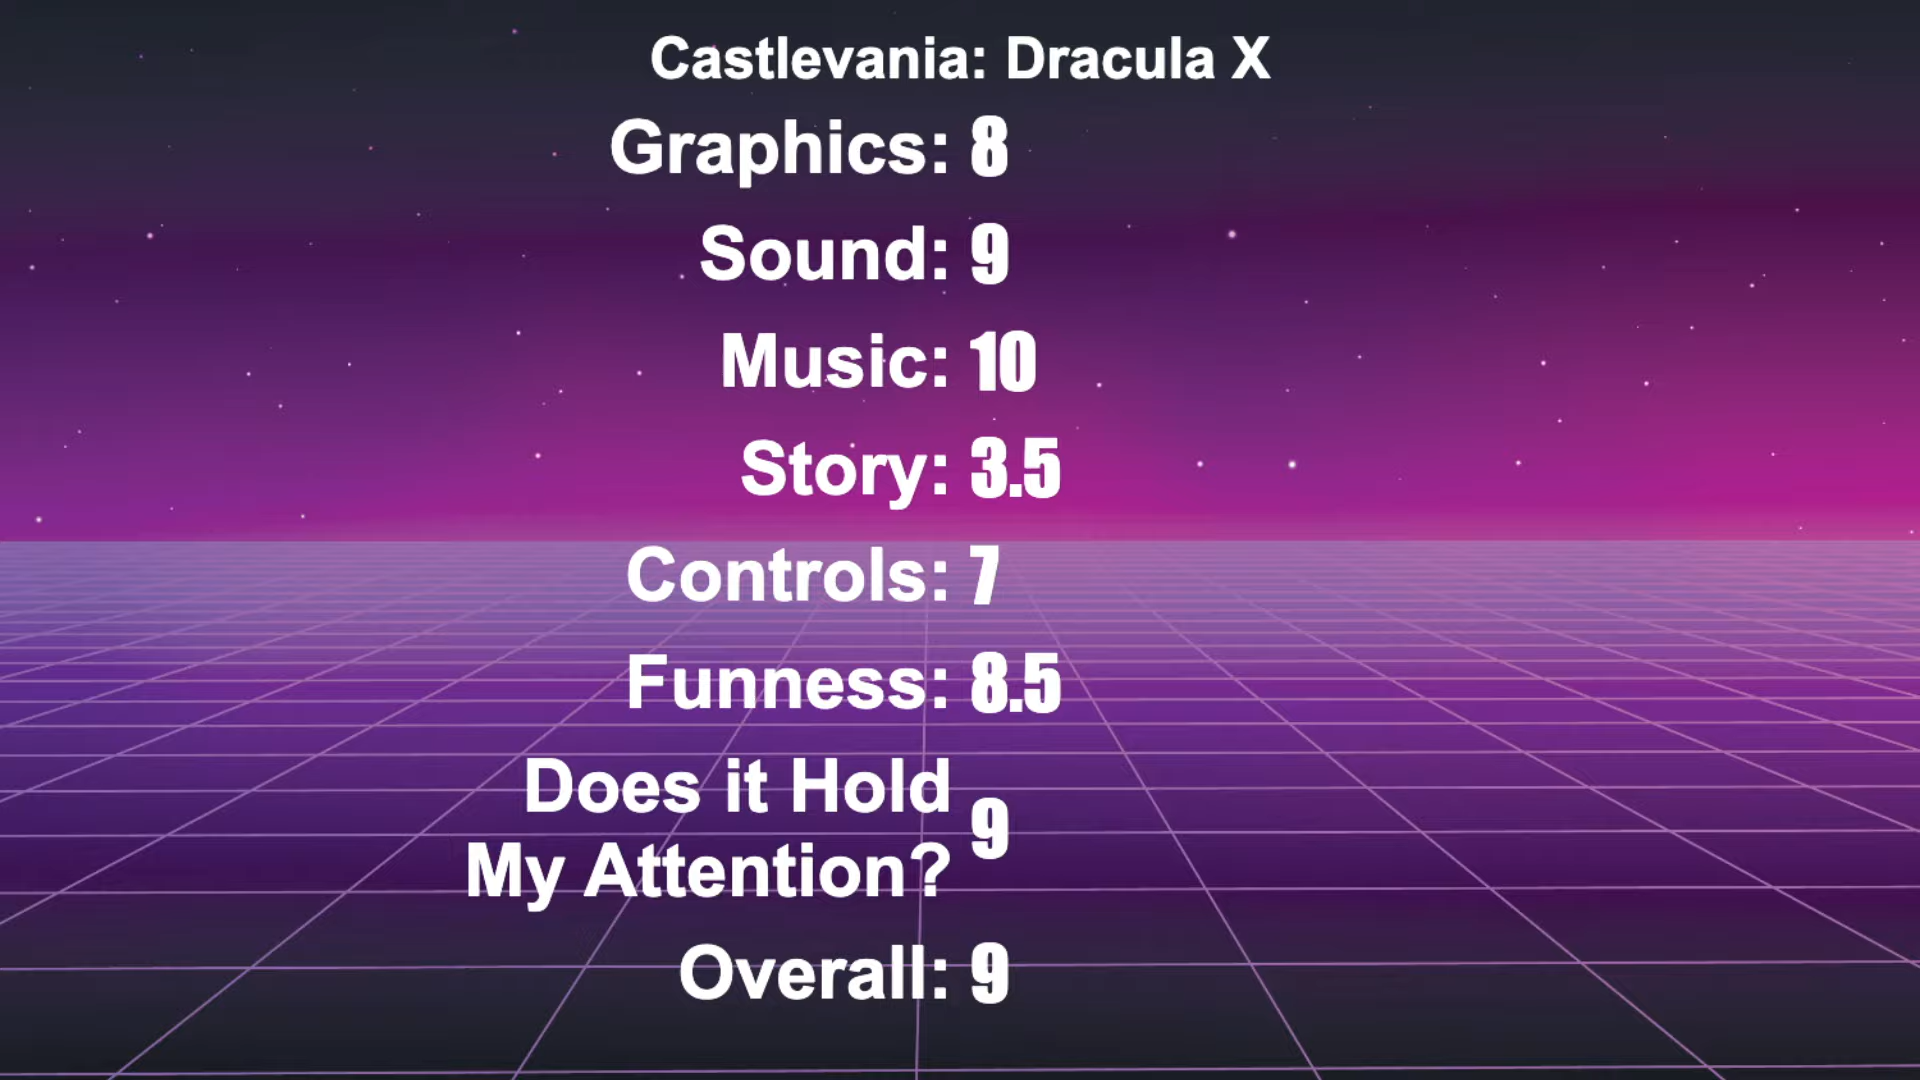 Castlevania: Dracula X
Graphics: 8
Sound: 9
Music: 10
Story: 3.5
Controls: 7
Funness: 8.5
Does it Hold
My Attention? 9
Overall: 9